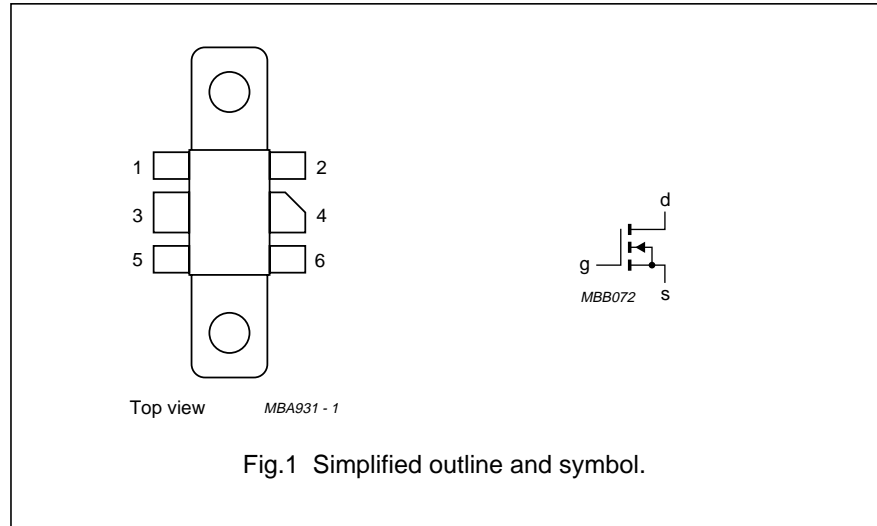 1
2
3
4
5
6
d
g
s
MBB072
Top view
MBA931 - 1
Fig.1 Simplified outline and symbol.